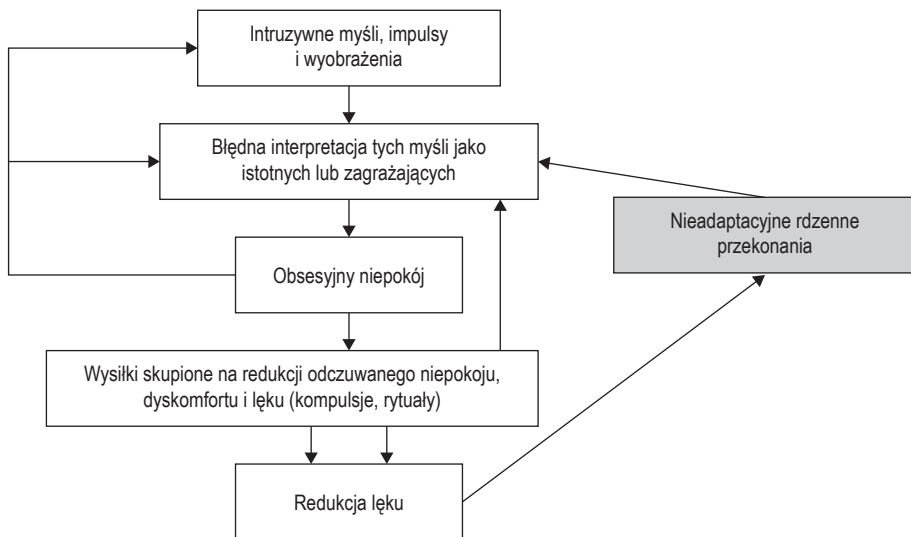 Intruzywne myśli, impulsy
i wyobrażenia
Błędna interpretacja tych myśli jako
istotnych lub zagrażających
Nieadaptacyjne rdzenne
przekonania
Obsesyjny niepokój
Wysiłki skupione na redukcji odczuwanego niepokoju,
dyskomfortu i lęku (kompulsje, rytuały)
Redukcja lęku